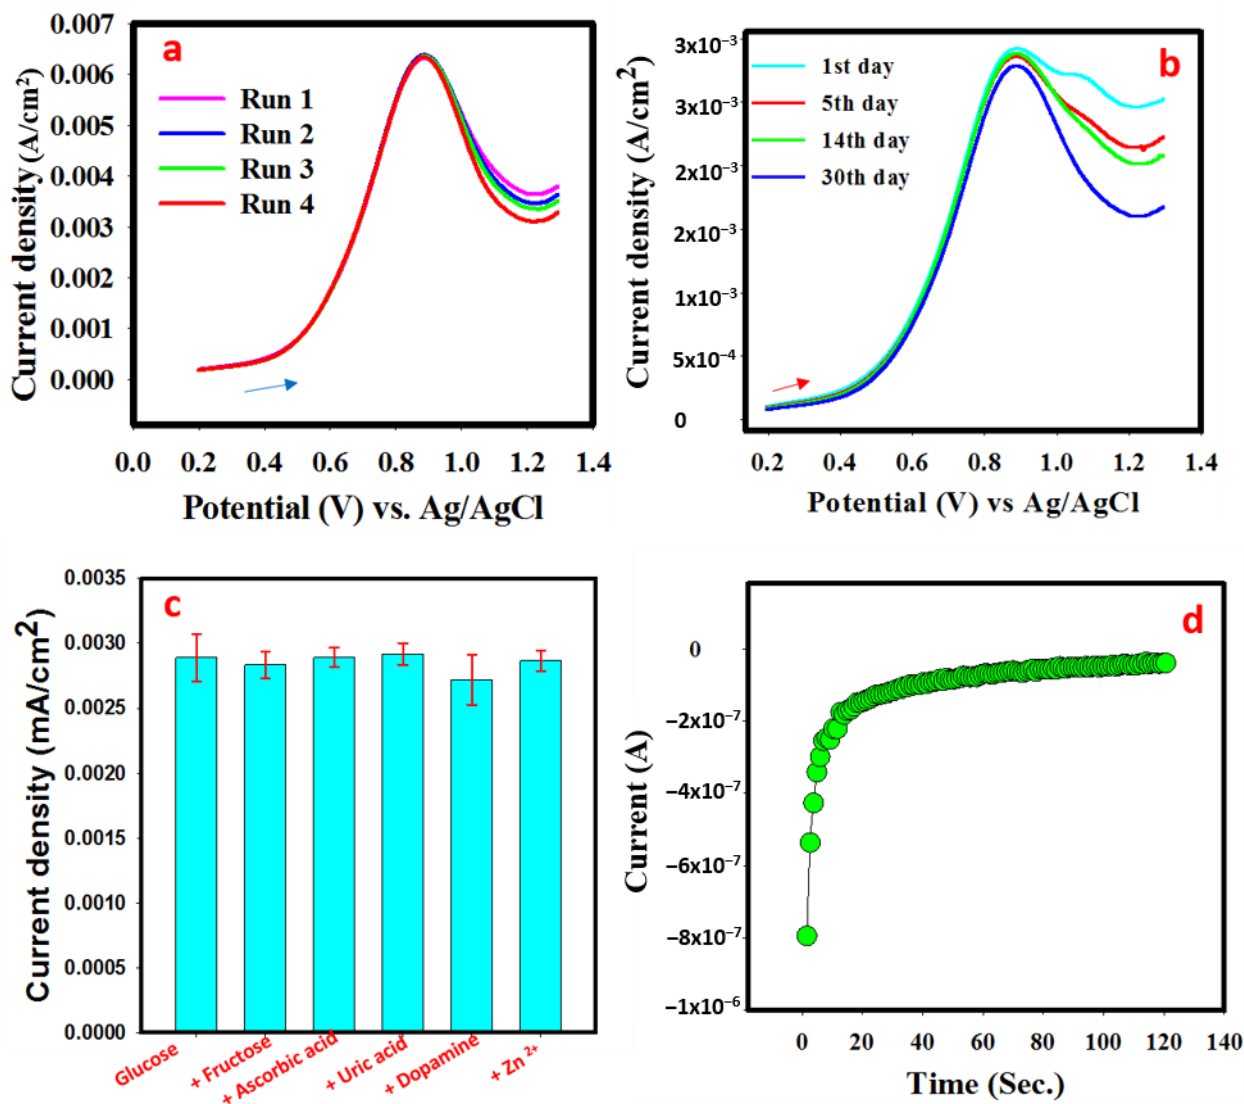 a
0.007
0.006
0.005
0.004
0.003
0.002
0.001
0.000
Current density (A/cm²)
Run 1
Run 2
Run 3
Run 4
0.0 0.2 0.4 0.6 0.8 1.0 1.2 1.4
Potential (V) vs. Ag/AgCl
b
3x10⁻³
3x10⁻³
2x10⁻³
2x10⁻³
1x10⁻³
5x10⁻⁴
0
Current density (A/cm²)
1st day
5th day
14th day
30th day
0.2 0.4 0.6 0.8 1.0 1.2 1.4
Potential (V) vs Ag/AgCl
c
0.0035
0.0030
0.0025
0.0020
0.0015
0.0010
0.0005
0.0000
Current density (mA/cm²)
Glucose
+ Fructose
+ Ascorbic acid
+ Uric acid
+ Dopamine
+ Zn ²⁺
d
0
−2x10⁻⁷
−4x10⁻⁷
−6x10⁻⁷
−8x10⁻⁷
−1x10⁻⁶
Current (A)
0 20 40 60 80 100 120 140
Time (Sec.)